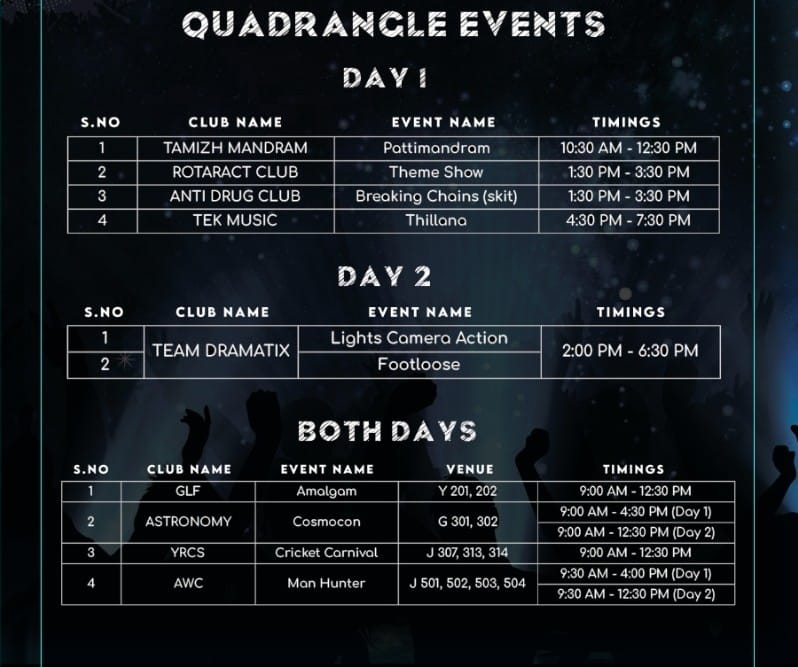 QUADRANGLE EVENTS
DAY 1
S.NO CLUB NAME EVENT NAME TIMINGS
1 TAMIZH MANDRAM Pattimandram 10:30 AM - 12:30 PM
2 ROTARACT CLUB Theme Show 1:30 PM - 3:30 PM
3 ANTI DRUG CLUB Breaking Chains (skit) 1:30 PM - 3:30 PM
4 TEK MUSIC Thillana 4:30 PM - 7:30 PM
DAY 2
S.NO CLUB NAME EVENT NAME TIMINGS
1 Lights Camera Action
TEAM DRAMATIX 2:00 PM - 6:30 PM
2 Footloose
BOTH DAYS
S.NO CLUB NAME EVENT NAME VENUE TIMINGS
1 GLF Amalgam Y 201, 202 9:00 AM - 12:30 PM
9:00 AM - 4:30 PM (Day 1)
2 ASTRONOMY Cosmocon G 301, 302
9:00 AM - 12:30 PM (Day 2)
3 YRCS Cricket Carnival J 307, 313, 314 9:00 AM - 12:30 PM
9:30 AM - 4:00 PM (Day 1)
4 AWC Man Hunter J 501, 502, 503, 504
9:30 AM - 12:30 PM (Day 2)